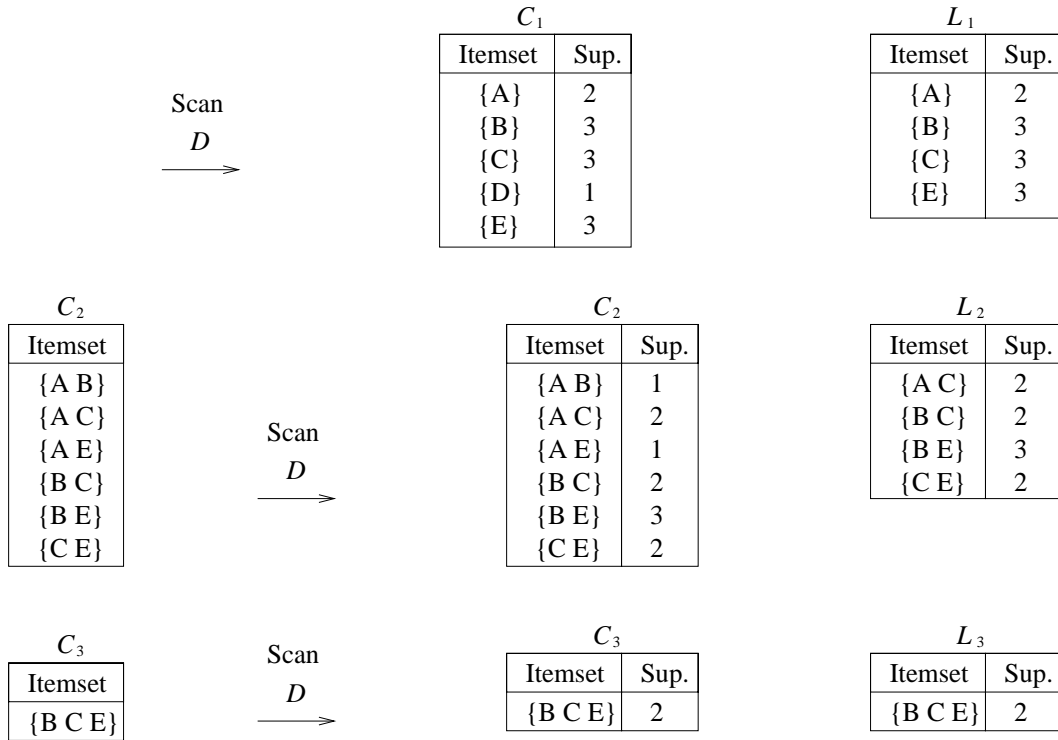 C1 L1
Itemset Sup. Itemset Sup.
{A} 2 {A} 2
Scan
{B} 3 {B} 3
D
{C} 3 {C} 3
{D} 1 {E} 3
{E} 3
C2 C2 L2
Itemset Itemset Sup. Itemset Sup.
{A B} {A B} 1 {A C} 2
{A C} {A C} 2 {B C} 2
Scan
{A E} {A E} 1 {B E} 3
D
{B C} {B C} 2 {C E} 2
{B E} {B E} 3
{C E} {C E} 2
C3 C3 L3
Scan
Itemset Itemset Sup. Itemset Sup.
D
{B C E} {B C E} 2 {B C E} 2